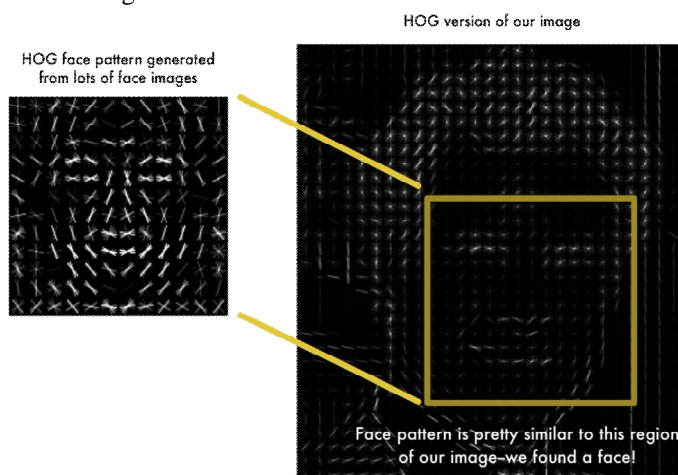 HOG version of our image
HOG face pattern generated
from lots of face images
Face pattern is pretty similar to this region
of our image–we found a face!